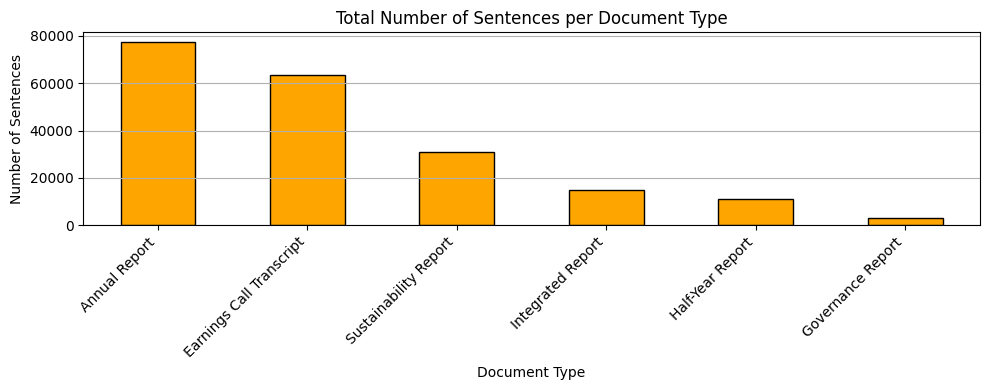 Total Number of Sentences per Document Type
Number of Sentences
80000
60000
40000
20000
0
Annual Report
Earnings Call Transcript
Sustainability Report
Integrated Report
Half-Year Report
Governance Report
Document Type